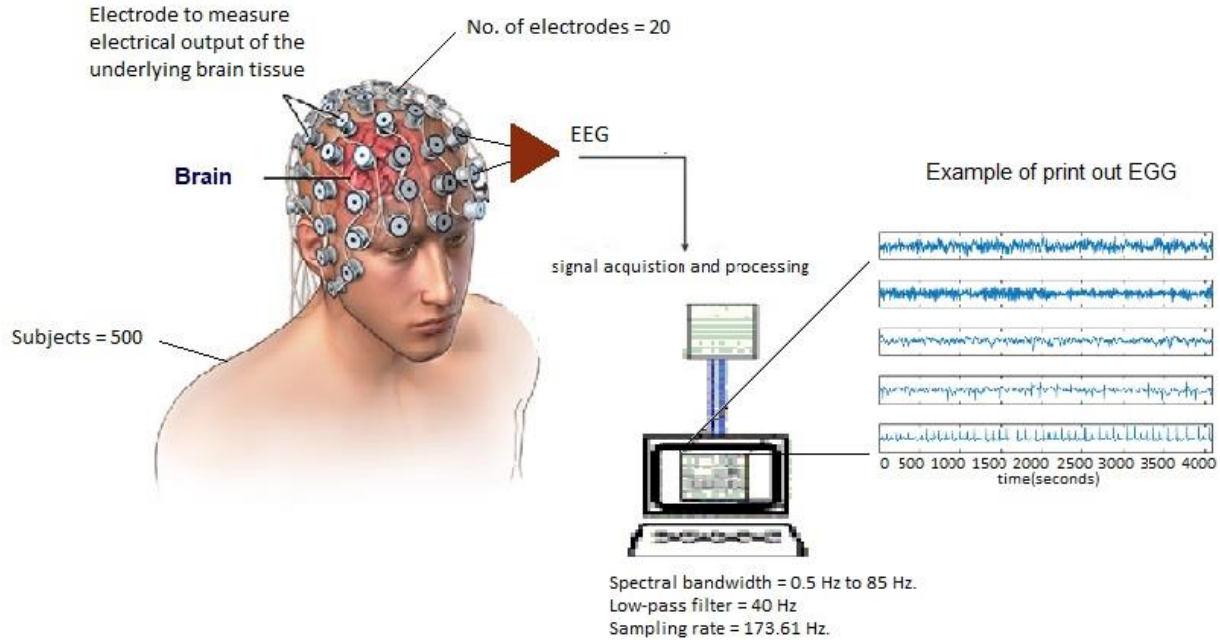 Electrode to measure
electrical output of the
underlying brain tissue
No. of electrodes = 20
EEG
Brain
Example of print out EGG
signal acquistion and processing
Subjects = 500
0 500 1000 1500 2000 2500 3000 3500 4000
time(seconds)
Spectral bandwidth = 0.5 Hz to 85 Hz.
Low-pass filter = 40 Hz
Sampling rate = 173.61 Hz.